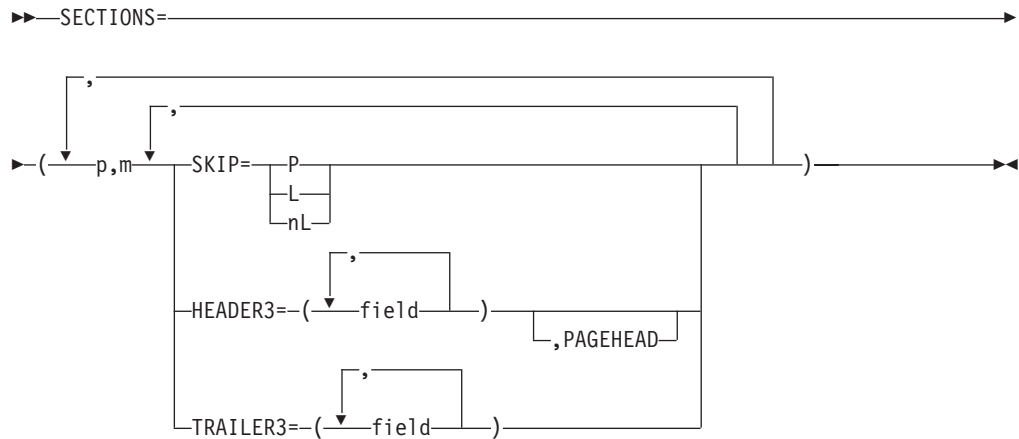 SECTIONS=
,
,
( p,m SKIP= P )
L
nL
,
HEADER3= ( field )
,PAGEHEAD
,
TRAILER3= ( field )